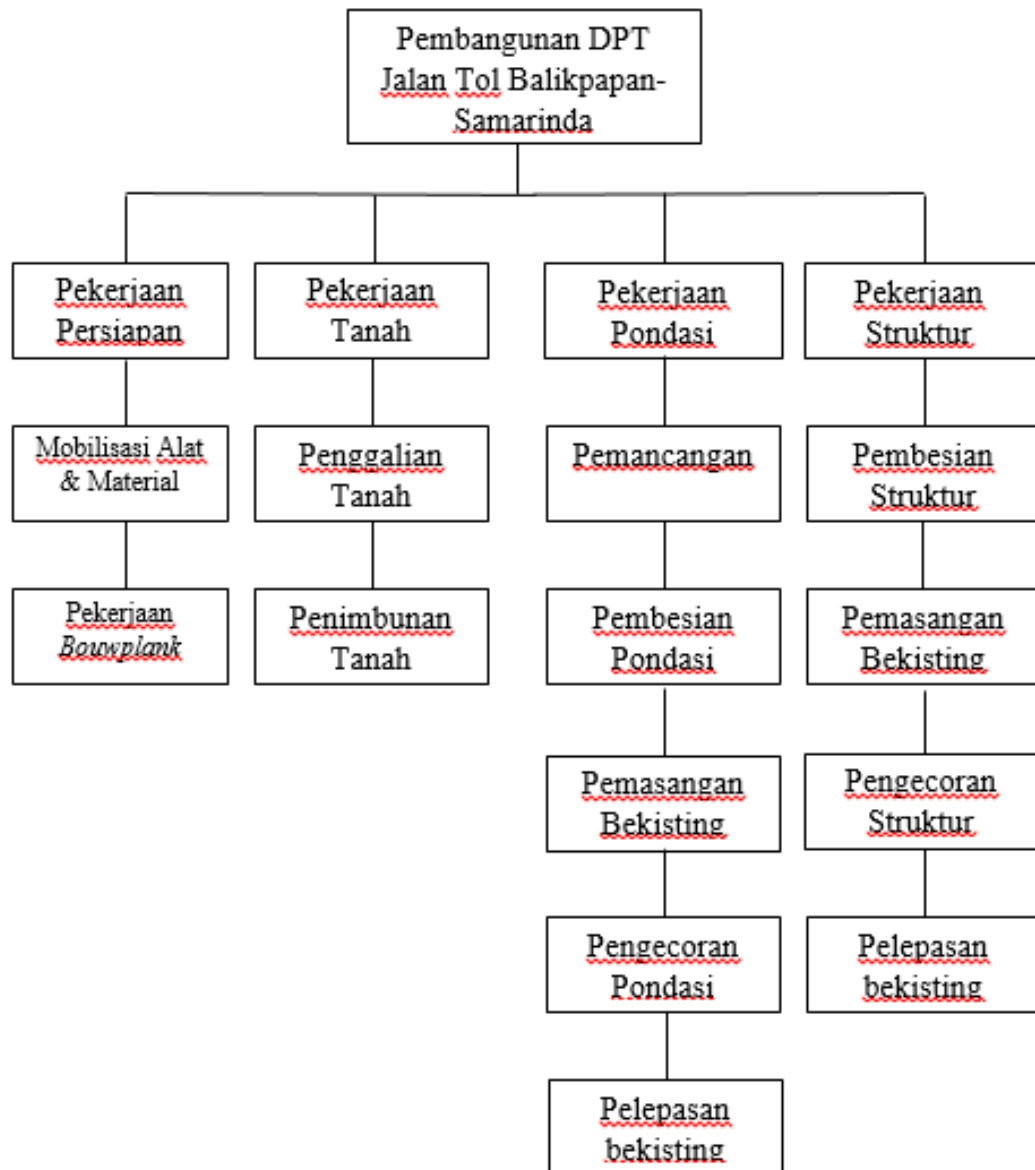 Pembangunan DPT
Jalan Tol Balikpapan-
Samarinda
Pekerjaan
Persiapan
Pekerjaan
Tanah
Pekerjaan
Pondasi
Pekerjaan
Struktur
Mobilisasi Alat
& Material
Penggalian
Tanah
Pemancangan
Pembesian
Struktur
Pekerjaan
Bouwplank
Penimbunan
Tanah
Pembesian
Pondasi
Pemasangan
Bekisting
Pemasangan
Bekisting
Pengecoran
Struktur
Pengecoran
Pondasi
Pelepasan
bekisting
Pelepasan
bekisting